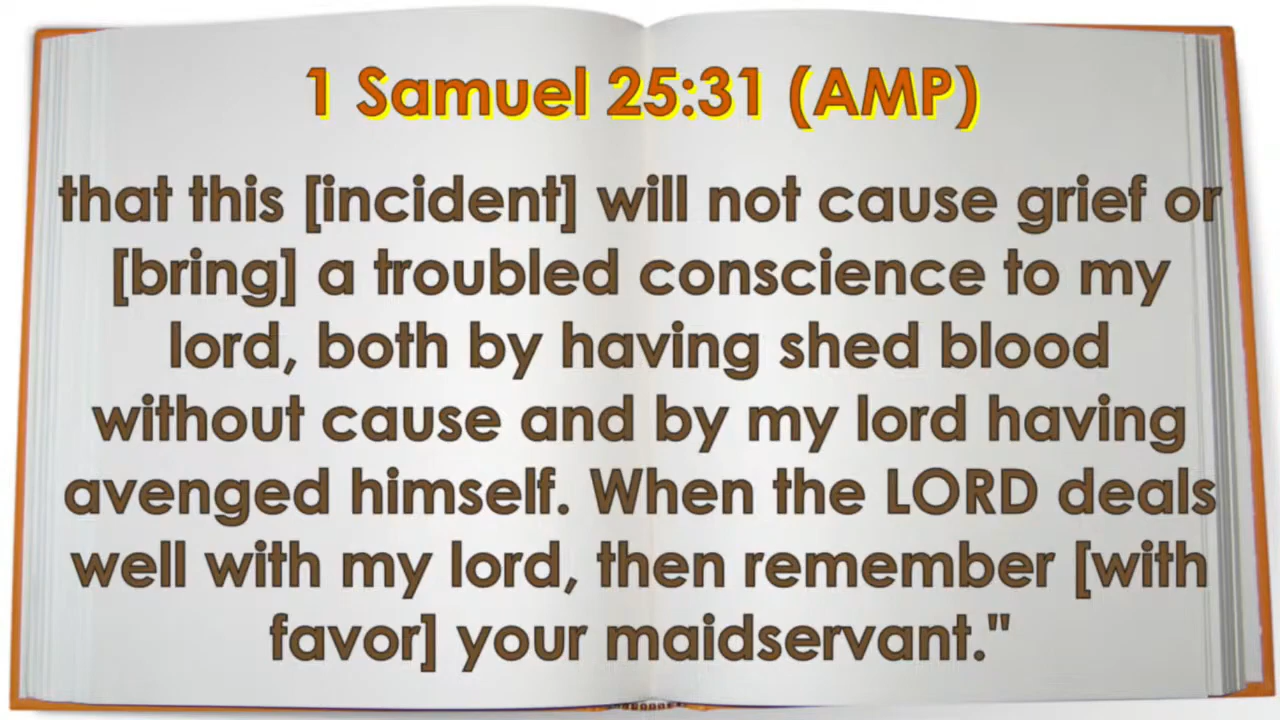 1 Samuel 25:31 (AMP)
that this [incident] will not cause grief or
[bring] a troubled conscience to my
lord, both by having shed blood
without cause and by my lord having
avenged himself. When the LORD deals
well with my lord, then remember [with
favor] your maidservant."